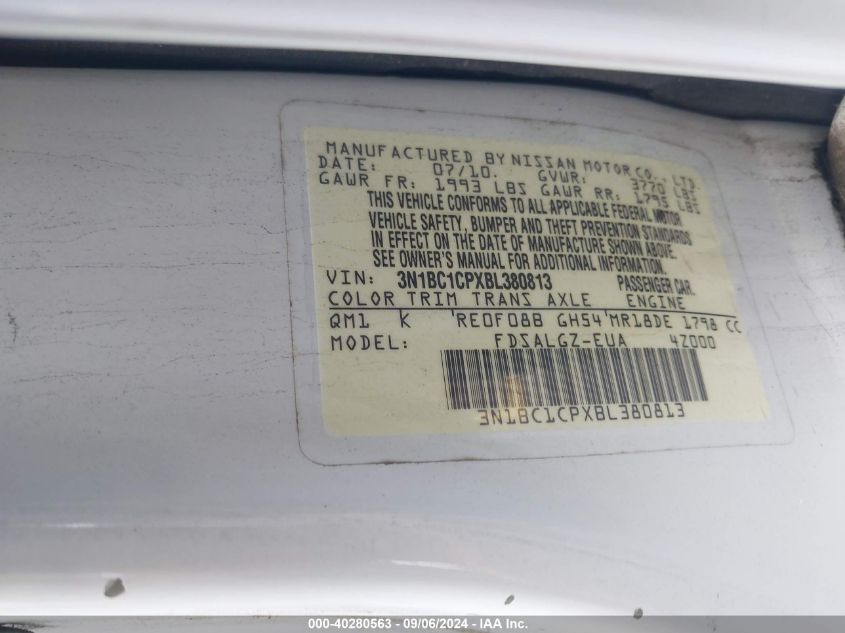 MANUFACTURED BY NISSAN MOTOR CO., LTD.
DATE: 07/10. GVWR: 3770 LBS
GAWR FR: 1993 LBS GAWR RR: 1795 LBS
THIS VEHICLE CONFORMS TO ALL APPLICABLE FEDERAL MOTOR
VEHICLE SAFETY, BUMPER AND THEFT PREVENTION STANDARDS
IN EFFECT ON THE DATE OF MANUFACTURE SHOWN ABOVE.
SEE OWNER'S MANUAL FOR ADDITIONAL INFORMATION.
VIN: 3N1BC1CPXBL380813 PASSENGER CAR.
COLOR TRIM TRANS AXLE ENGINE
QM1 K RE0F08B GH54 MR18DE 1798 CC
MODEL: FDSALGZ-EUA 4Z000
3N1BC1CPXBL380813
000-40280563 - 09/06/2024 - IAA Inc.